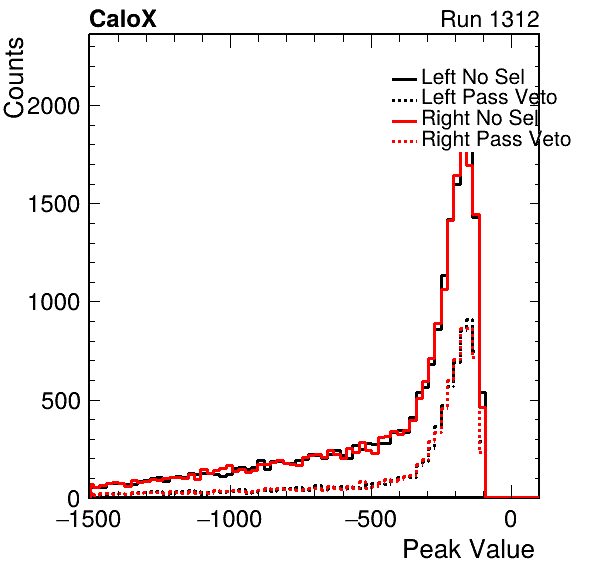 CaloX Run 1312
Counts
Left No Sel
Left Pass Veto
Right No Sel
Right Pass Veto
2000
1500
1000
500
0
−1500 −1000 −500 0
Peak Value